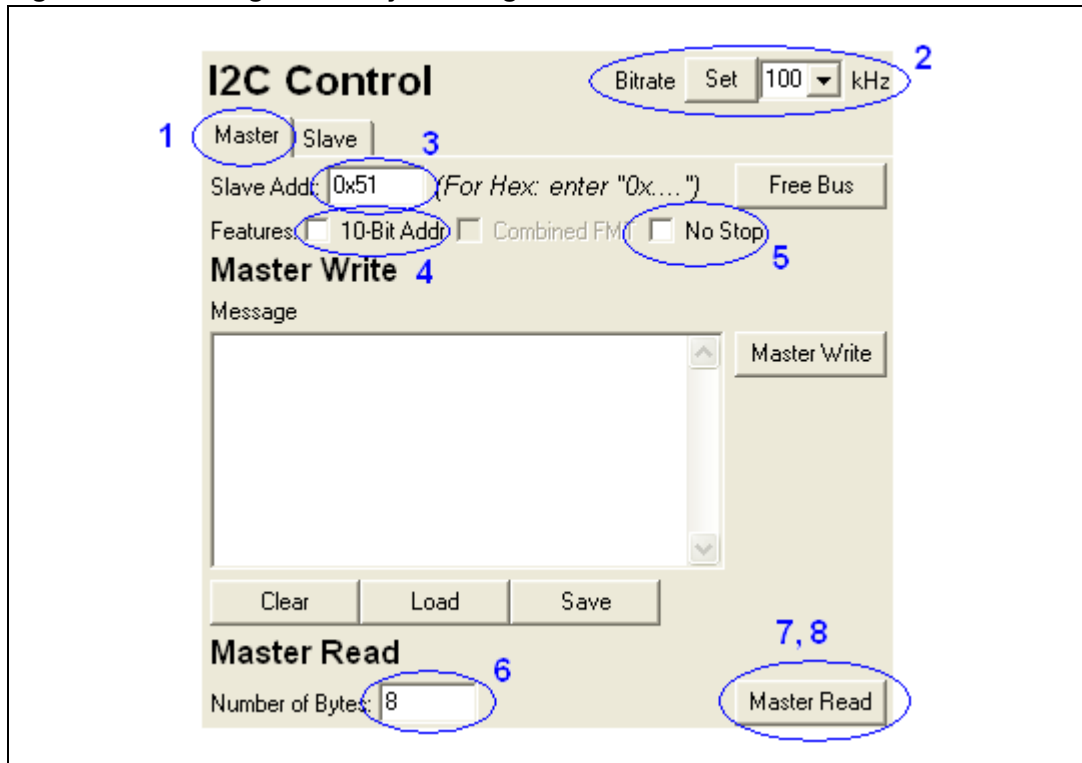 I2C Control
Bitrate Set 100 kHz 2
1 Master Slave 3
Slave Addr: 0x51 (For Hex: enter "0x....") Free Bus
Features: 10-Bit Addr Combined FMT No Stop
5
Master Write 4
Message
Master Write
Clear Load Save
7, 8
Master Read
6
Number of Bytes: 8 Master Read